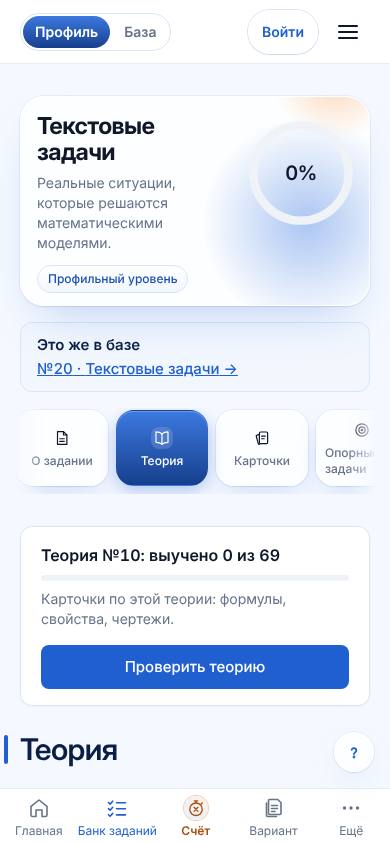 Профиль База Войти
Текстовые
задачи
0%
Реальные ситуации,
которые решаются
математическими
моделями.
Профильный уровень
Это же в базе
№20 · Текстовые задачи →
О задании Теория Карточки Опорные
задачи
Теория №10: выучено 0 из 69
Карточки по этой теории: формулы,
свойства, чертежи.
Проверить теорию
Теория
?
Главная Банк заданий Счёт Вариант Ещё